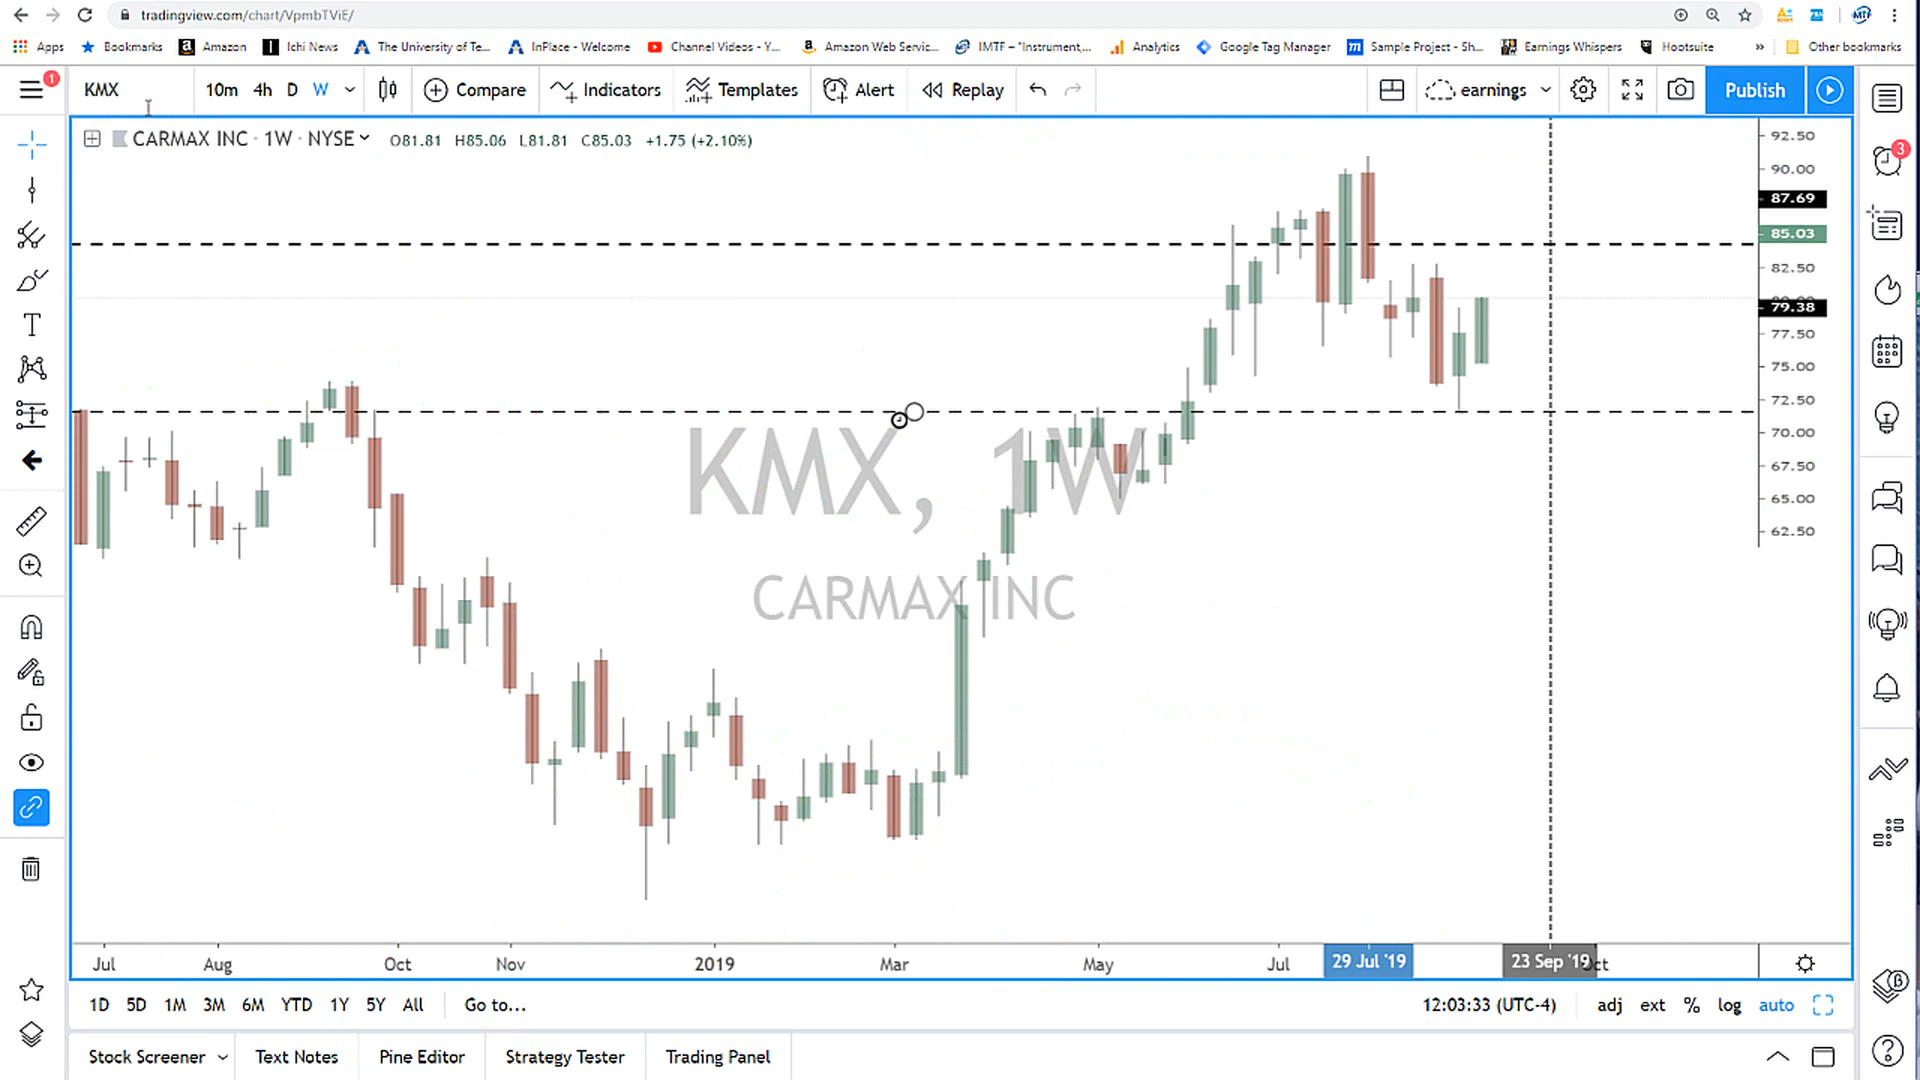 tradingview.com/chart/VpmbTViE/
Apps Bookmarks Amazon Ichi News The University of Te... InPlace - Welcome Channel Videos - Y... Amazon Web Servic... IMTF – "Instrument,... Analytics Google Tag Manager Sample Project - Sh... Earnings Whispers Hootsuite » Other bookmarks
1 KMX 10m 4h D W Compare Indicators Templates Alert Replay earnings Publish
CARMAX INC · 1W · NYSE O81.81 H85.06 L81.81 C85.03 +1.75 (+2.10%)
92.50
3
90.00
87.69
85.03
82.50
79.38
77.50
75.00
72.50
70.00
67.50
65.00
62.50
KMX, 1W
CARMAX INC
Jul Aug Oct Nov 2019 Mar May Jul 29 Jul '19 23 Sep '19 Oct
1D 5D 1M 3M 6M YTD 1Y 5Y All Go to... 12:03:33 (UTC-4) adj ext % log auto
Stock Screener Text Notes Pine Editor Strategy Tester Trading Panel